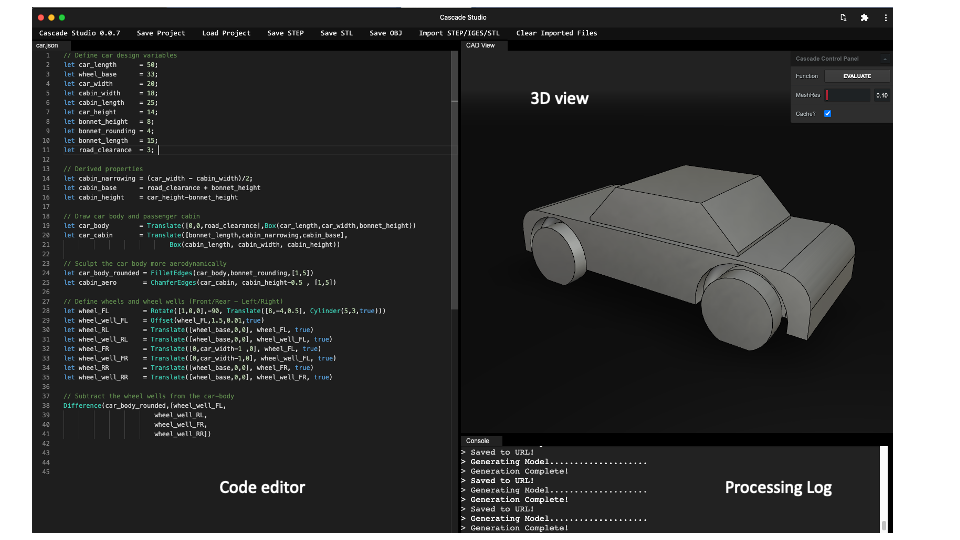 Cascade Studio
Cascade Studio 0.0.7 Save Project Load Project Save STEP Save STL Save OBJ Import STEP/IGES/STL Clear Imported Files
car.json
CAD View
1 // Define car design variables
2 let car_length = 50;
3 let wheel_base = 33;
4 let car_width = 20;
5 let cabin_width = 18;
6 let cabin_length = 25;
7 let car_height = 14;
8 let bonnet_height = 8;
9 let bonnet_rounding = 4;
10 let bonnet_length = 15;
11 let road_clearance = 3;
12
13 // Derived properties
14 let cabin_narrowing = (car_width - cabin_width)/2;
15 let cabin_base = road_clearance + bonnet_height
16 let cabin_height = car_height-bonnet_height
17
18 // Draw car body and passenger cabin
19 let car_body = Translate([0,0,road_clearance],Box(car_length,car_width,bonnet_height))
20 let car_cabin = Translate([bonnet_length,cabin_narrowing,cabin_base],
21 Box(cabin_length, cabin_width, cabin_height))
22
23 // Sculpt the car body more aerodynamically
24 let car_body_rounded = FilletEdges(car_body,bonnet_rounding,[1,5])
25 let cabin_aero = ChamferEdges(car_cabin, cabin_height-0.5 , [1,5])
26
27 // Define wheels and wheel wells (Front/Rear - Left/Right)
28 let wheel_FL = Rotate([1,0,0],-90, Translate([8,-4,0.5], Cylinder(5,3,true)))
29 let wheel_well_FL = Offset(wheel_FL,1.5,0.01,true)
30 let wheel_RL = Translate([wheel_base,0,0], wheel_FL, true)
31 let wheel_well_RL = Translate([wheel_base,0,0], wheel_well_FL, true)
32 let wheel_FR = Translate([0,car_width-1 ,0], wheel_FL, true)
33 let wheel_well_FR = Translate([0,car_width-1,0], wheel_well_FL, true)
34 let wheel_RR = Translate([wheel_base,0,0], wheel_FR, true)
35 let wheel_well_RR = Translate([wheel_base,0,0], wheel_well_FR, true)
36
37 // Subtract the wheel wells from the car-body
38 Difference(car_body_rounded,[wheel_well_FL,
39 wheel_well_RL,
40 wheel_well_FR,
41 wheel_well_RR])
42
43
44
45
Code editor
3D view
Cascade Control Panel
Function EVALUATE
MeshRes 0.10
Cache?
Console
> Saved to URL!
> Generating Model....................
> Generation Complete!
> Saved to URL!
> Generating Model....................
> Generation Complete!
> Saved to URL!
> Generating Model....................
> Generation Complete!
Processing Log